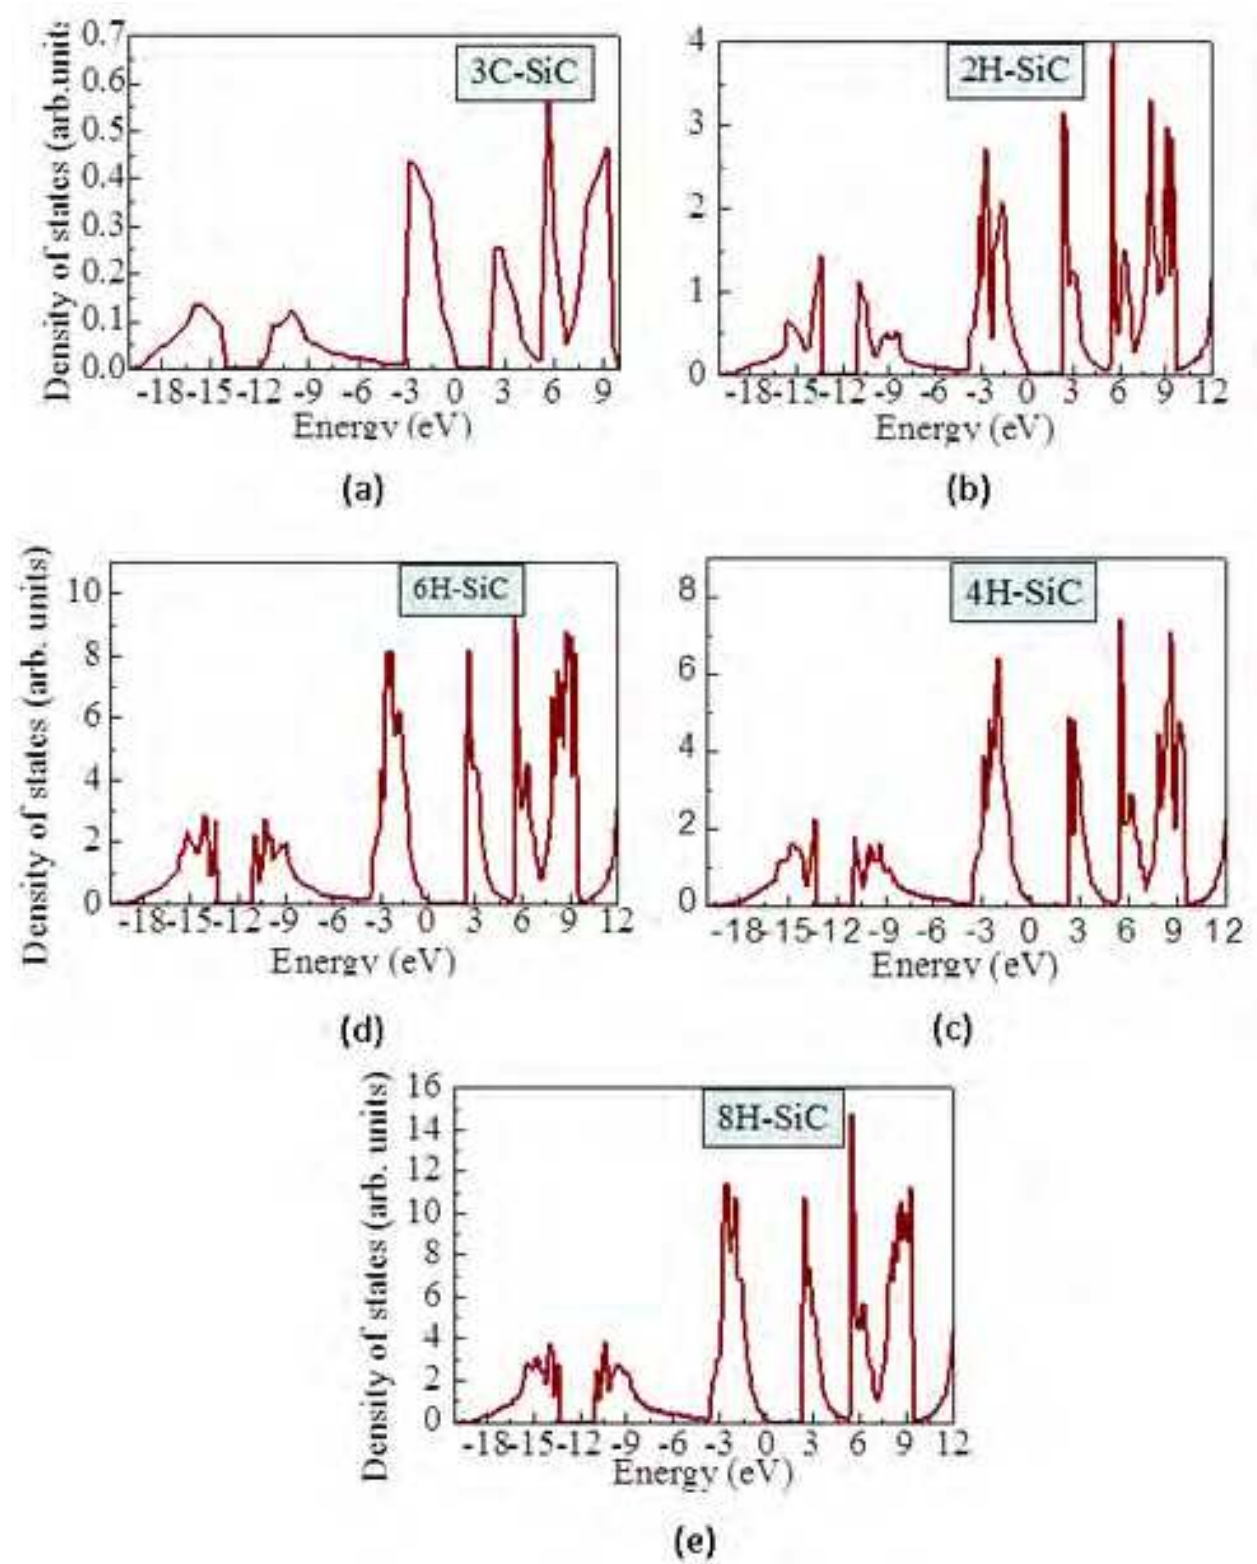 Density of states (arb.units
0.7
0.6
0.5
0.4
0.3
0.2
0.1
0.0
3C-SiC
-18 -15 -12 -9 -6 -3 0 3 6 9
Energy (eV)
(a)
4
3
2
1
0
2H-SiC
-18 -15 -12 -9 -6 -3 0 3 6 9 12
Energy (eV)
(b)
Density of states (arb. units)
10
8
6
4
2
0
6H-SiC
-18 -15 -12 -9 -6 -3 0 3 6 9 12
Energy (eV)
(d)
8
6
4
2
0
4H-SiC
-18 -15 -12 -9 -6 -3 0 3 6 9 12
Energy (eV)
(c)
Density of states (arb. units)
16
14
12
10
8
6
4
2
0
8H-SiC
-18 -15 -12 -9 -6 -3 0 3 6 9 12
Energy (eV)
(e)